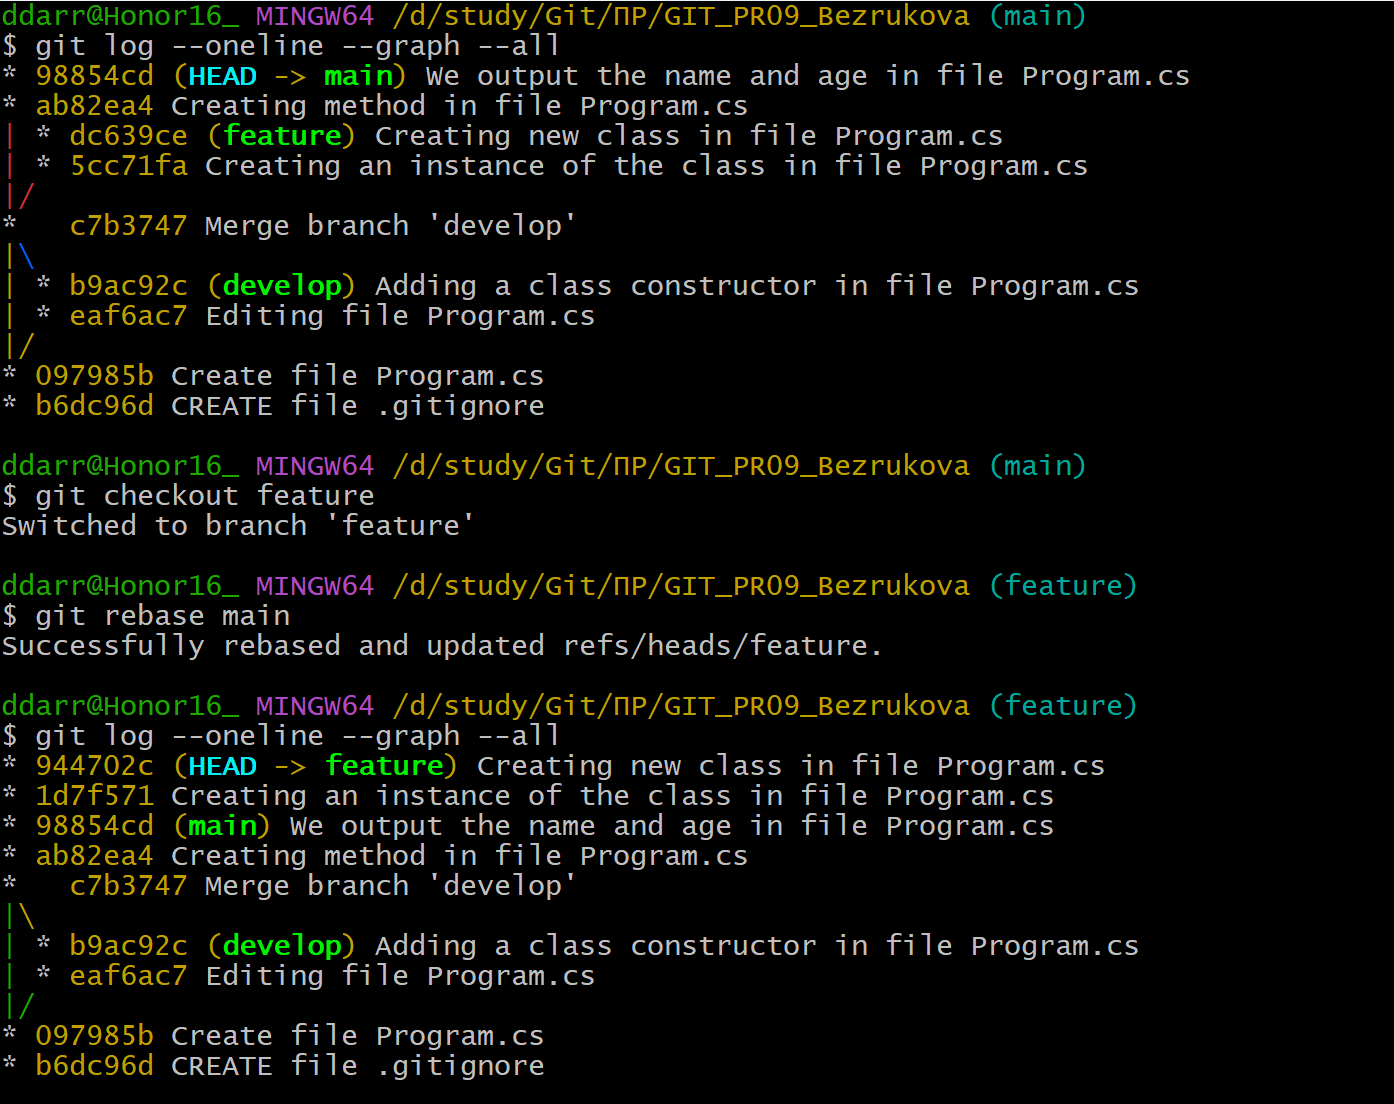 ddarr@Honor16_ MINGW64 /d/study/Git/ПР/GIT_PR09_Bezrukova (main)
$ git log --oneline --graph --all
* 98854cd (HEAD -> main) We output the name and age in file Program.cs
* ab82ea4 Creating method in file Program.cs
| * dc639ce (feature) Creating new class in file Program.cs
| * 5cc71fa Creating an instance of the class in file Program.cs
|/
*   c7b3747 Merge branch 'develop'
|\
| * b9ac92c (develop) Adding a class constructor in file Program.cs
| * eaf6ac7 Editing file Program.cs
|/
* 097985b Create file Program.cs
* b6dc96d CREATE file .gitignore
ddarr@Honor16_ MINGW64 /d/study/Git/ПР/GIT_PR09_Bezrukova (main)
$ git checkout feature
Switched to branch 'feature'
ddarr@Honor16_ MINGW64 /d/study/Git/ПР/GIT_PR09_Bezrukova (feature)
$ git rebase main
Successfully rebased and updated refs/heads/feature.
ddarr@Honor16_ MINGW64 /d/study/Git/ПР/GIT_PR09_Bezrukova (feature)
$ git log --oneline --graph --all
* 944702c (HEAD -> feature) Creating new class in file Program.cs
* 1d7f571 Creating an instance of the class in file Program.cs
* 98854cd (main) We output the name and age in file Program.cs
* ab82ea4 Creating method in file Program.cs
*   c7b3747 Merge branch 'develop'
|\
| * b9ac92c (develop) Adding a class constructor in file Program.cs
| * eaf6ac7 Editing file Program.cs
|/
* 097985b Create file Program.cs
* b6dc96d CREATE file .gitignore